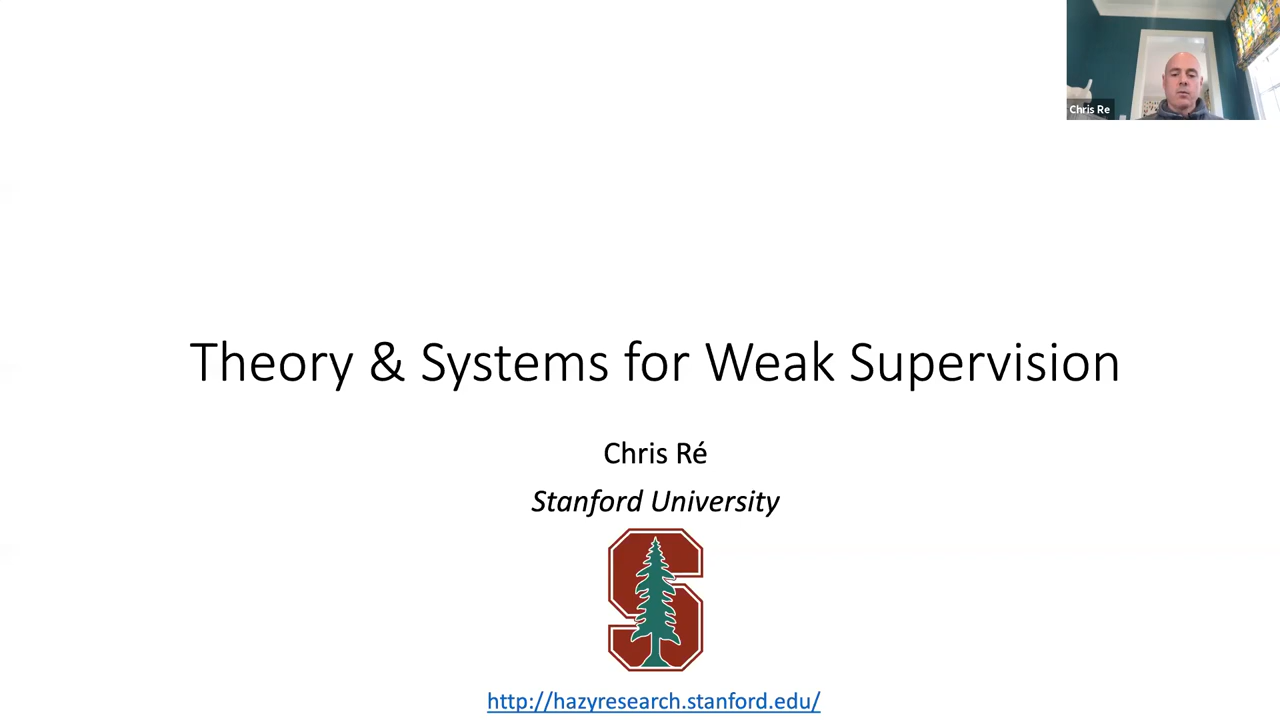 Chris Re
Theory & Systems for Weak Supervision
Chris Ré
Stanford University
http://hazyresearch.stanford.edu/